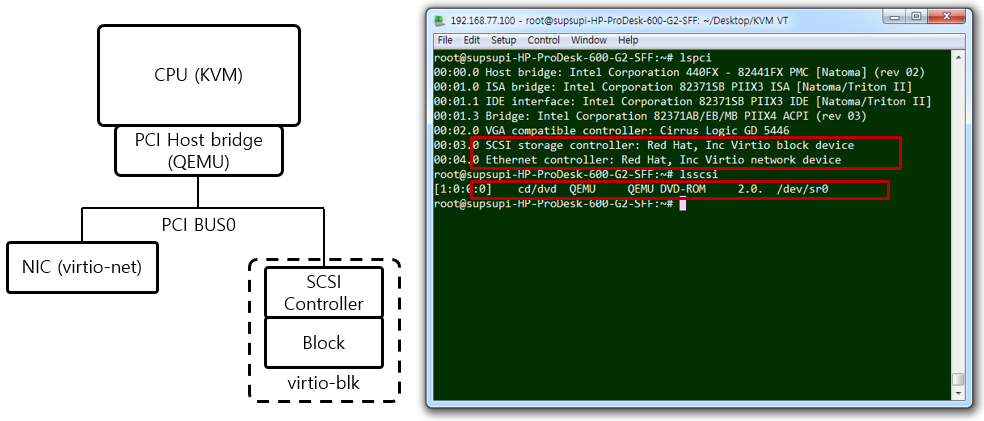 CPU (KVM)
PCI Host bridge
(QEMU)
PCI BUS0
NIC (virtio-net)
SCSI
Controller
Block
virtio-blk
192.168.77.100 - root@supsupi-HP-ProDesk-600-G2-SFF: ~/Desktop/KVM VT
File Edit Setup Control Window Help
root@supsupi-HP-ProDesk-600-G2-SFF:~# lspci
00:00.0 Host bridge: Intel Corporation 440FX - 82441FX PMC [Natoma] (rev 02)
00:01.0 ISA bridge: Intel Corporation 82371SB PIIX3 ISA [Natoma/Triton II]
00:01.1 IDE interface: Intel Corporation 82371SB PIIX3 IDE [Natoma/Triton II]
00:01.3 Bridge: Intel Corporation 82371AB/EB/MB PIIX4 ACPI (rev 03)
00:02.0 VGA compatible controller: Cirrus Logic GD 5446
00:03.0 SCSI storage controller: Red Hat, Inc Virtio block device
00:04.0 Ethernet controller: Red Hat, Inc Virtio network device
root@supsupi-HP-ProDesk-600-G2-SFF:~# lsscsi
[1:0:0:0] cd/dvd QEMU QEMU DVD-ROM 2.0. /dev/sr0
root@supsupi-HP-ProDesk-600-G2-SFF:~#